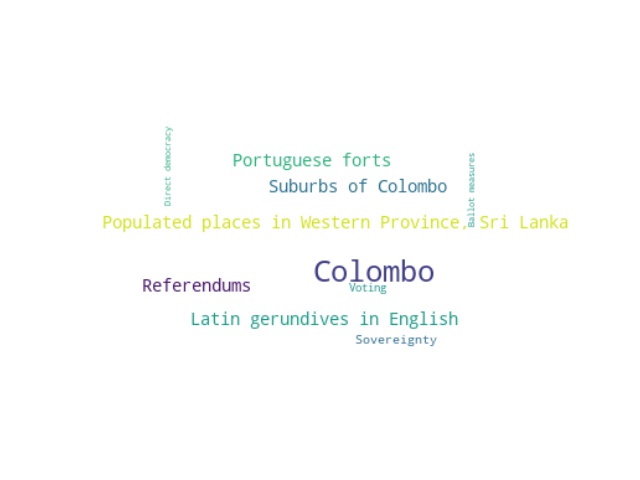 Direct democracy
Portuguese forts
Ballot measures
Suburbs of Colombo
Populated places in Western Province, Sri Lanka
Colombo
Referendums
Voting
Latin gerundives in English
Sovereignty